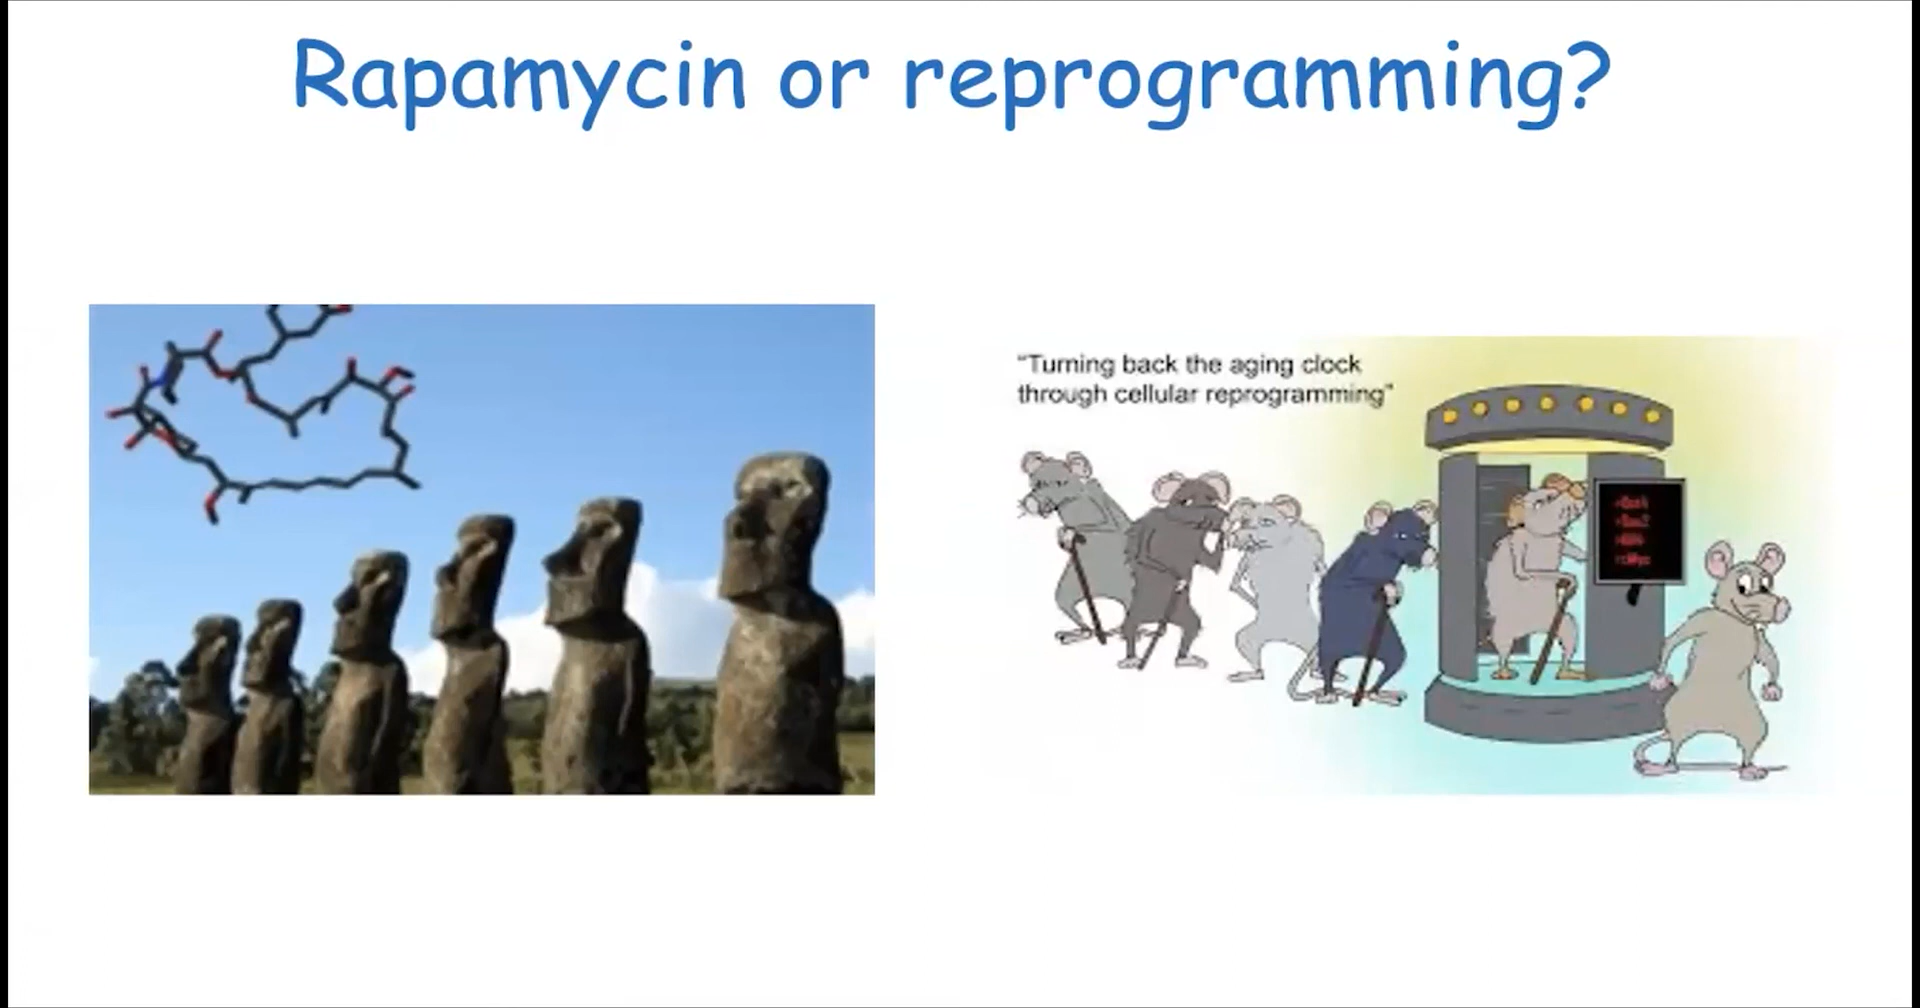 Rapamycin or reprogramming?
"Turning back the aging clock
through cellular reprogramming"